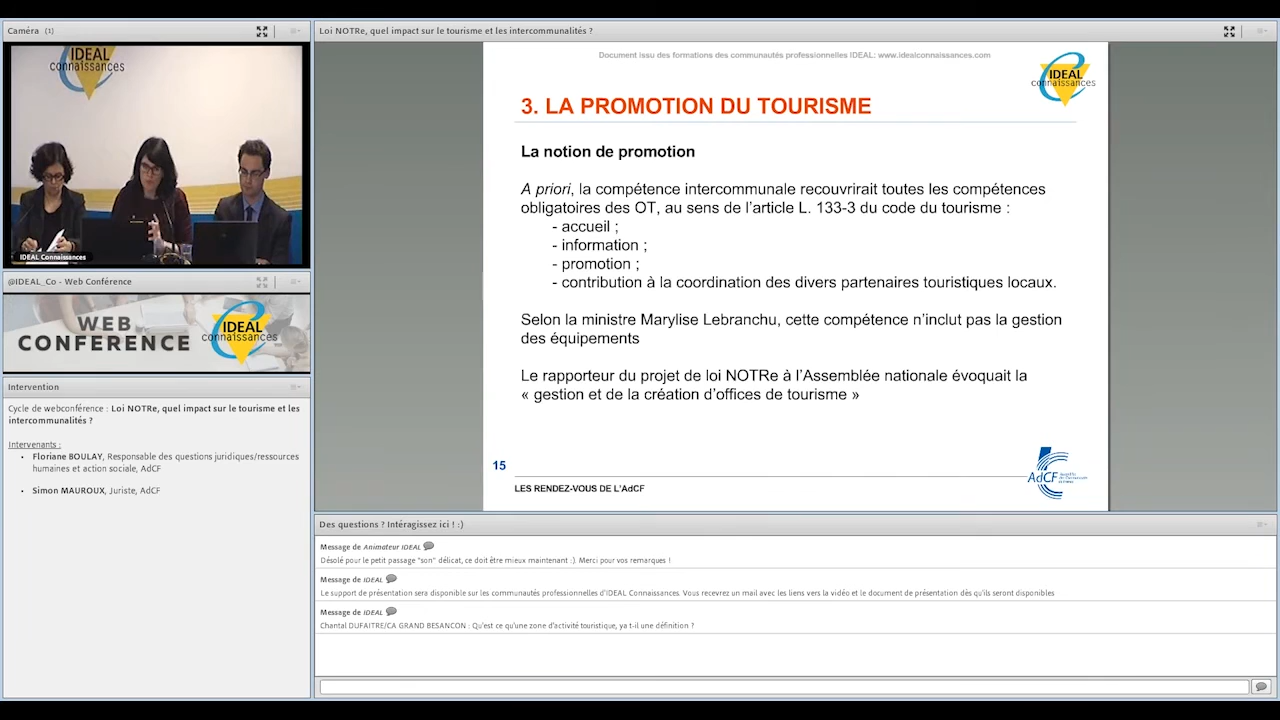 Caméra (1)
IDEAL
connaissances
IDEAL Connaissances
@IDEAL_Co - Web Conférence
WEB
CONFERENCE
IDEAL
connaissances
Intervention
Cycle de webconférence : Loi NOTRe, quel impact sur le tourisme et les
intercommunalités ?
Intervenants :
• Floriane BOULAY, Responsable des questions juridiques/ressources
humaines et action sociale, AdCF
• Simon MAUROUX, Juriste, AdCF
Loi NOTRe, quel impact sur le tourisme et les intercommunalités ?
Document issu des formations des communautés professionnelles IDEAL: www.idealconnaissances.com
IDEAL
connaissances
3. LA PROMOTION DU TOURISME
La notion de promotion
A priori, la compétence intercommunale recouvrirait toutes les compétences
obligatoires des OT, au sens de l’article L. 133-3 du code du tourisme :
- accueil ;
- information ;
- promotion ;
- contribution à la coordination des divers partenaires touristiques locaux.
Selon la ministre Marylise Lebranchu, cette compétence n’inclut pas la gestion
des équipements
Le rapporteur du projet de loi NOTRe à l’Assemblée nationale évoquait la
« gestion et de la création d’offices de tourisme »
15
LES RENDEZ-VOUS DE L’AdCF
AdCF
Des questions ? Intéragissez ici ! :)
Message de Animateur IDEAL
Désolé pour le petit passage "son" délicat, ce doit être mieux maintenant :). Merci pour vos remarques !
Message de IDEAL
Le support de présentation sera disponible sur les communautés professionnelles d'IDEAL Connaissances. Vous recevrez un mail avec les liens vers la vidéo et le document de présentation dès qu'ils seront disponibles
Message de IDEAL
Chantal DUFAITRE/CA GRAND BESANCON : Qu'est ce qu'une zone d'activité touristique, ya t-il une définition ?